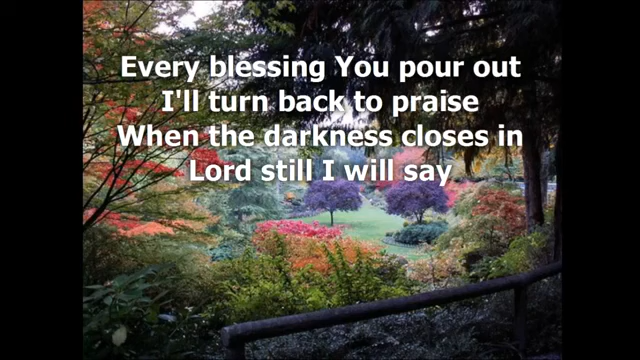 Every blessing You pour out
I'll turn back to praise
When the darkness closes in
Lord still I will say